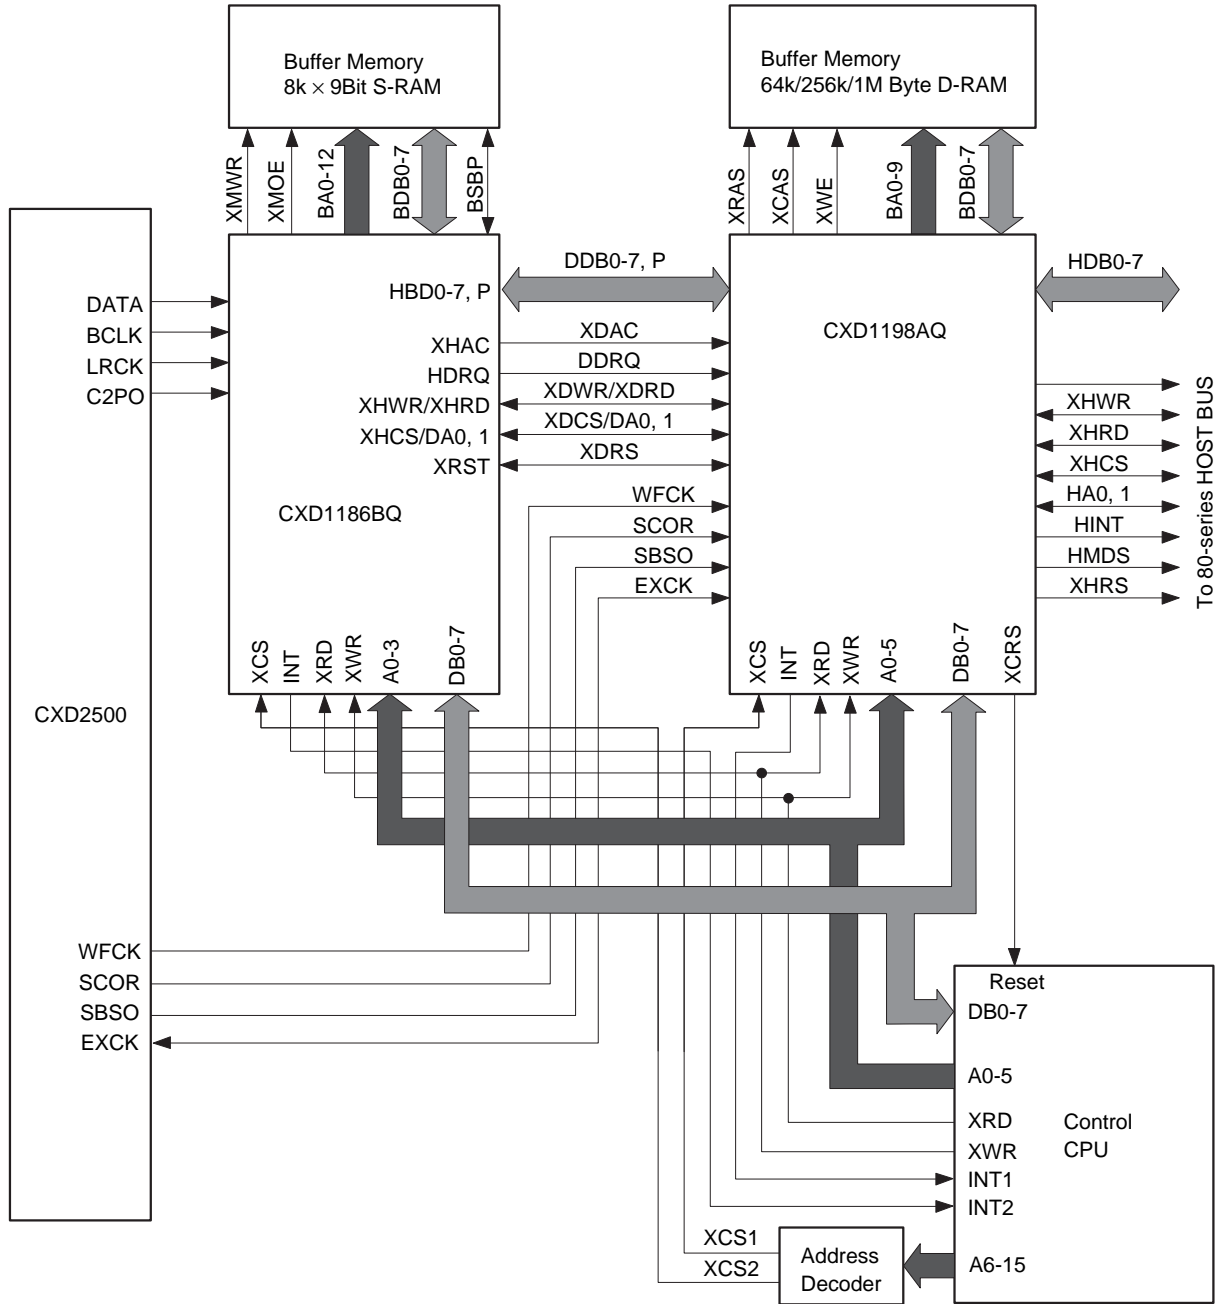 Buffer Memory
8k × 9Bit S-RAM
Buffer Memory
64k/256k/1M Byte D-RAM
XMWR
XMOE
BA0-12
BDB0-7
BSBP
XRAS
XCAS
XWE
BA0-9
BDB0-7
DATA
BCLK
LRCK
C2PO
HBD0-7, P
DDB0-7, P
HDB0-7
CXD1198AQ
XHAC
XDAC
HDRQ
DDRQ
XHWR/XHRD
XDWR/XDRD
XHCS/DA0, 1
XDCS/DA0, 1
XRST
XDRS
CXD1186BQ
WFCK
SCOR
SBSO
EXCK
XHWR
XHRD
XHCS
HA0, 1
HINT
HMDS
XHRS
To 80-series HOST BUS
XCS
INT
XRD
XWR
A0-3
DB0-7
XCS
INT
XRD
XWR
A0-5
DB0-7
XCRS
CXD2500
WFCK
SCOR
SBSO
EXCK
Reset
DB0-7
A0-5
XRD
XWR
INT1
INT2
A6-15
Control
CPU
XCS1
XCS2
Address
Decoder